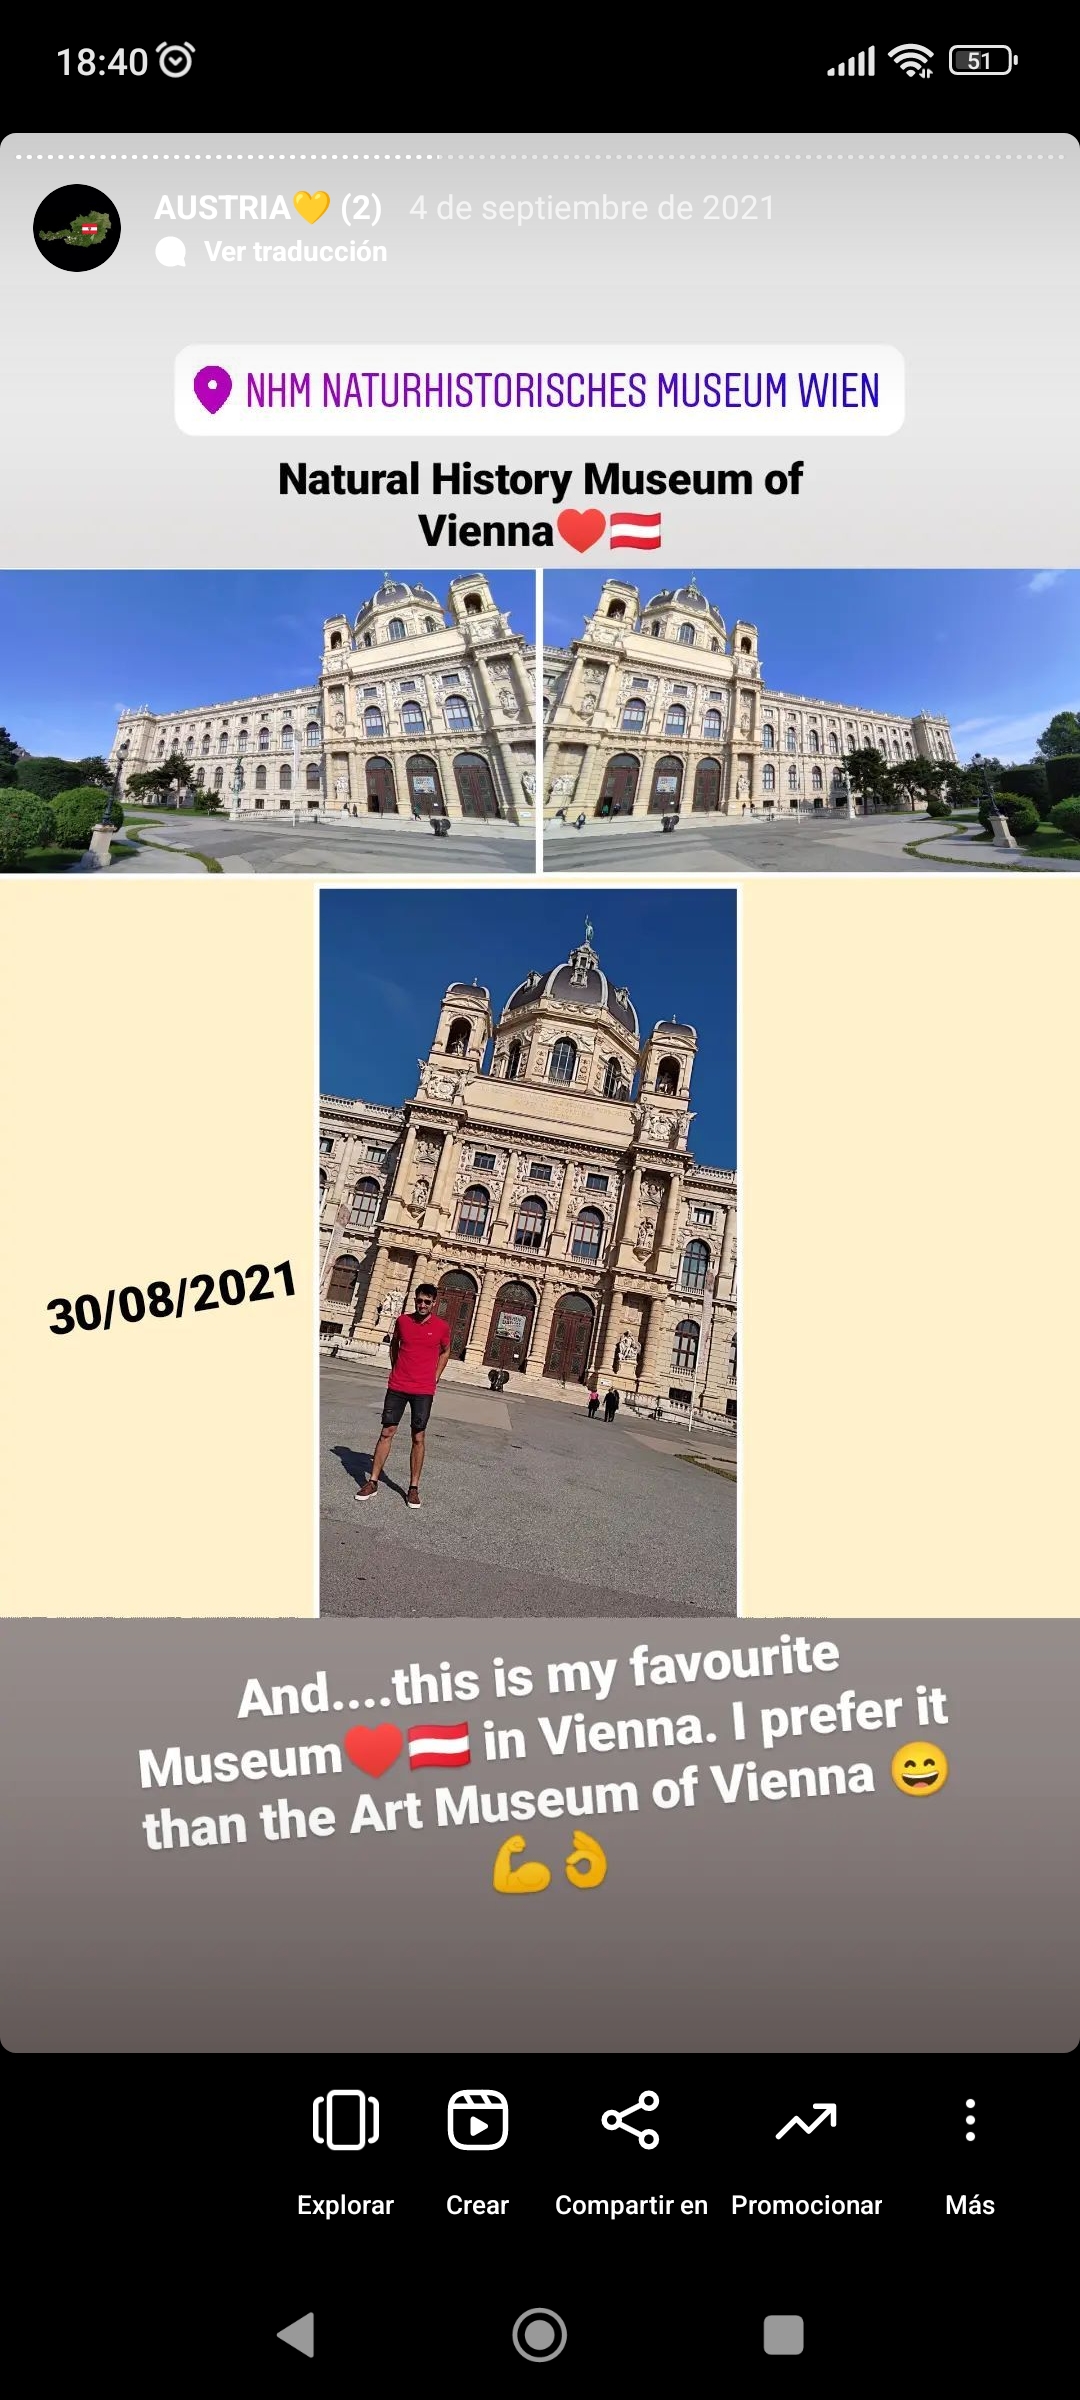 18:40
51
AUSTRIA💛 (2) 4 de septiembre de 2021
Ver traducción
NHM NATURHISTORISCHES MUSEUM WIEN
Natural History Museum of
Vienna♥️🇦🇹
30/08/2021
And....this is my favourite
Museum♥️🇦🇹 in Vienna. I prefer it
than the Art Museum of Vienna 😄
💪👌
Explorar
Crear
Compartir en
Promocionar
Más